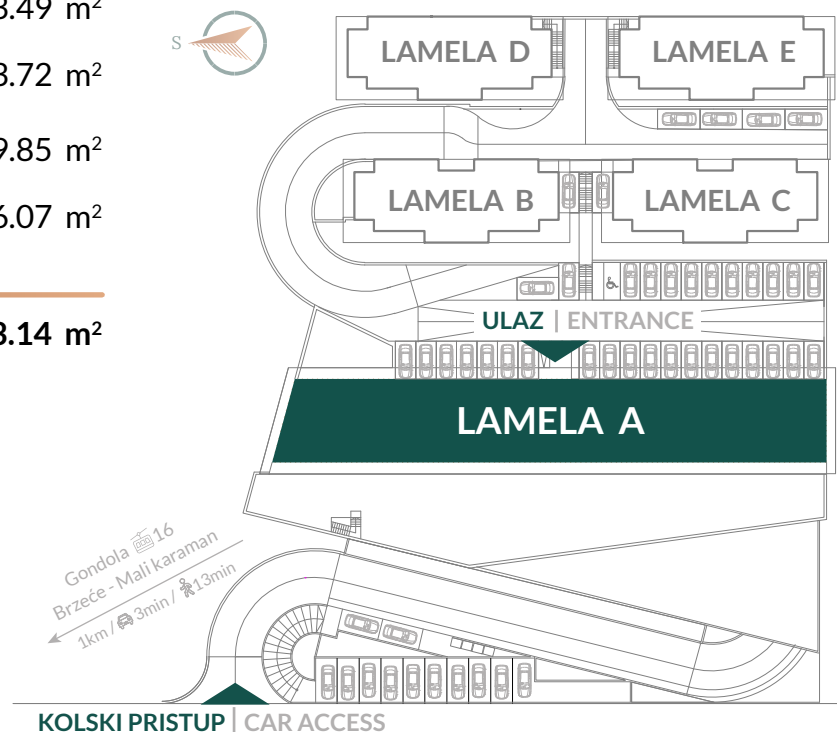 8.49 m²
S
LAMELA D
LAMELA E
3.72 m²
9.85 m²
LAMELA B
LAMELA C
6.07 m²
ULAZ | ENTRANCE
3.14 m²
LAMELA A
Gondola 16
Brzeće - Mali karaman
1km / 3min / 13min
KOLSKI PRISTUP | CAR ACCESS